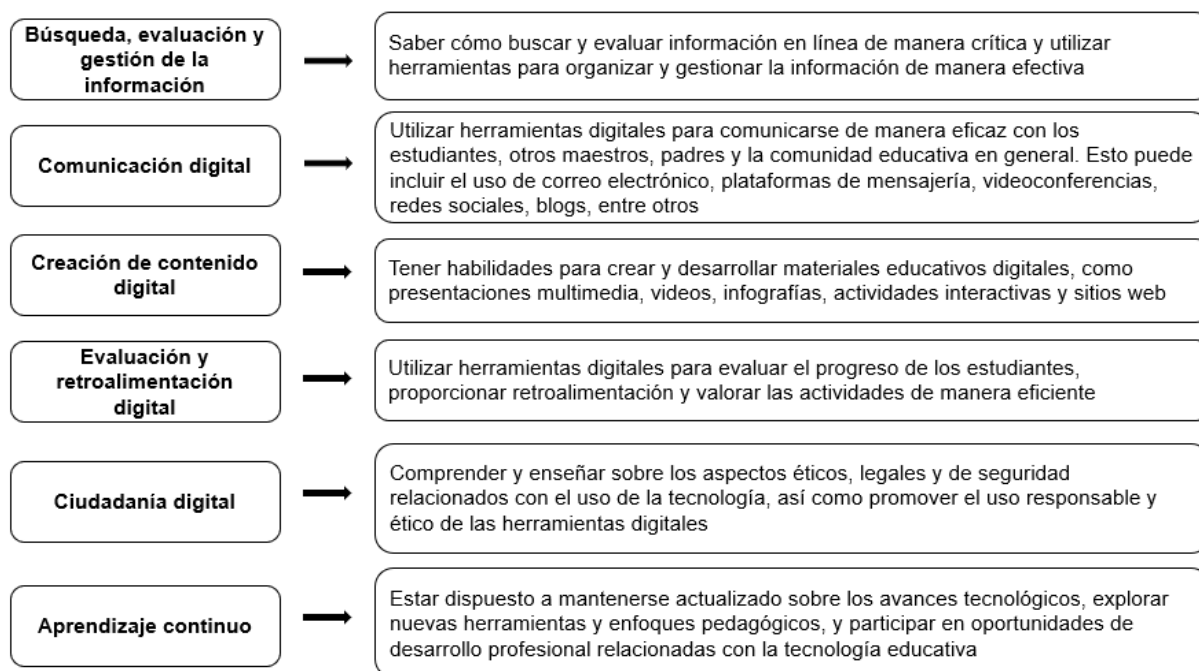 Búsqueda, evaluación y
gestión de la
información
Saber cómo buscar y evaluar información en línea de manera crítica y utilizar
herramientas para organizar y gestionar la información de manera efectiva
Comunicación digital
Utilizar herramientas digitales para comunicarse de manera eficaz con los
estudiantes, otros maestros, padres y la comunidad educativa en general. Esto puede
incluir el uso de correo electrónico, plataformas de mensajería, videoconferencias,
redes sociales, blogs, entre otros
Creación de contenido
digital
Tener habilidades para crear y desarrollar materiales educativos digitales, como
presentaciones multimedia, videos, infografías, actividades interactivas y sitios web
Evaluación y
retroalimentación
digital
Utilizar herramientas digitales para evaluar el progreso de los estudiantes,
proporcionar retroalimentación y valorar las actividades de manera eficiente
Ciudadanía digital
Comprender y enseñar sobre los aspectos éticos, legales y de seguridad
relacionados con el uso de la tecnología, así como promover el uso responsable y
ético de las herramientas digitales
Aprendizaje continuo
Estar dispuesto a mantenerse actualizado sobre los avances tecnológicos, explorar
nuevas herramientas y enfoques pedagógicos, y participar en oportunidades de
desarrollo profesional relacionadas con la tecnología educativa